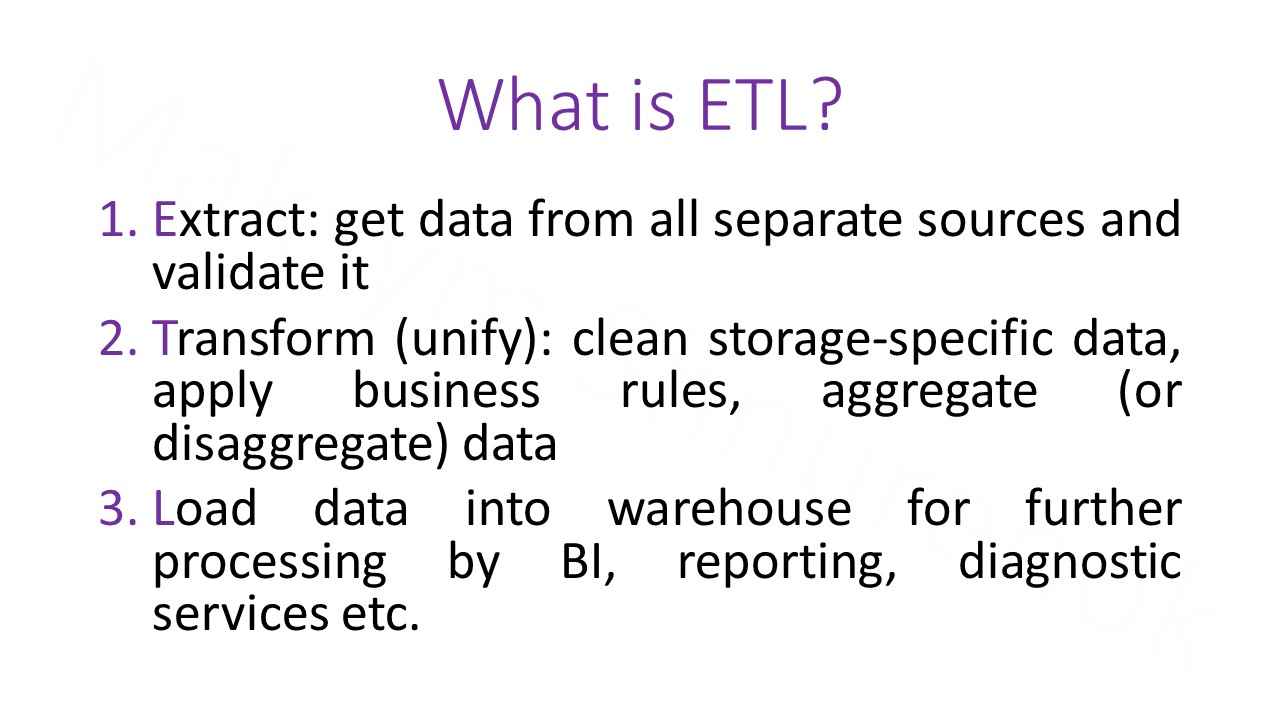 What is ETL?
1. Extract: get data from all separate sources and
validate it
2. Transform (unify): clean storage-specific data,
apply business rules, aggregate (or
disaggregate) data
3. Load data into warehouse for further
processing by BI, reporting, diagnostic
services etc.